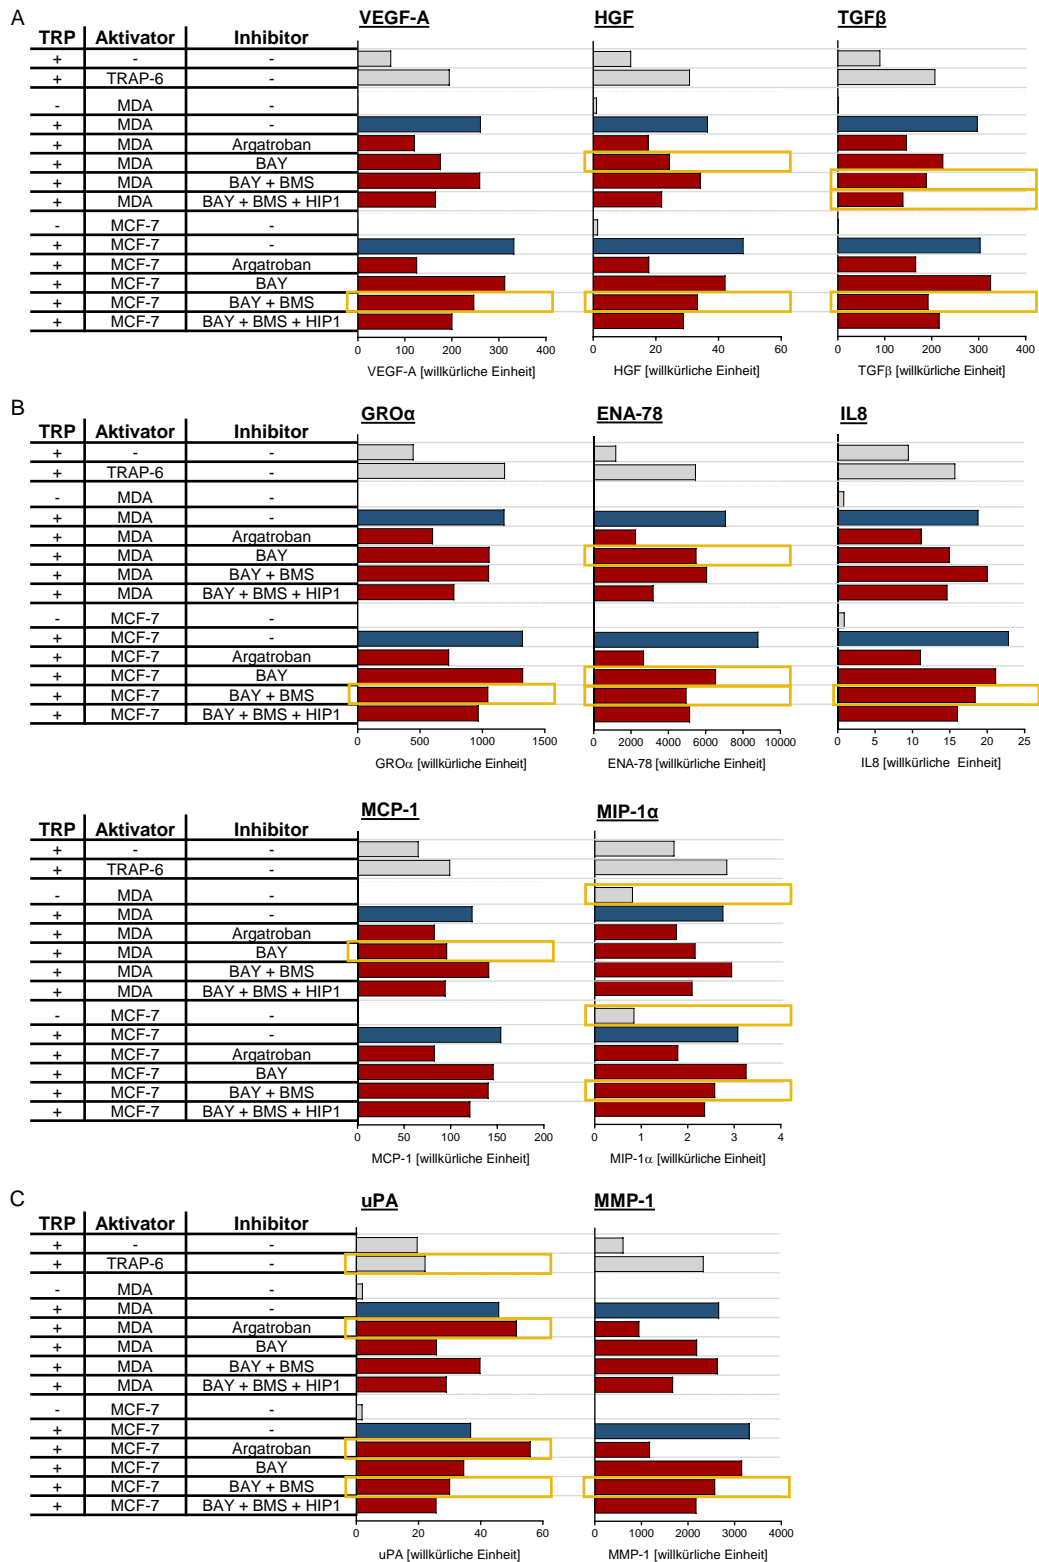 A
VEGF-A HGF TGFβ
TRP Aktivator Inhibitor
+ - -
+ TRAP-6 -
- MDA -
+ MDA -
+ MDA Argatroban
+ MDA BAY
+ MDA BAY + BMS
+ MDA BAY + BMS + HIP1
- MCF-7 -
+ MCF-7 -
+ MCF-7 Argatroban
+ MCF-7 BAY
+ MCF-7 BAY + BMS
+ MCF-7 BAY + BMS + HIP1
0 100 200 300 400 0 20 40 60 0 100 200 300 400
VEGF-A [willkürliche Einheit] HGF [willkürliche Einheit] TGFβ [willkürliche Einheit]
B
GROα ENA-78 IL8
TRP Aktivator Inhibitor
+ - -
+ TRAP-6 -
- MDA -
+ MDA -
+ MDA Argatroban
+ MDA BAY
+ MDA BAY + BMS
+ MDA BAY + BMS + HIP1
- MCF-7 -
+ MCF-7 -
+ MCF-7 Argatroban
+ MCF-7 BAY
+ MCF-7 BAY + BMS
+ MCF-7 BAY + BMS + HIP1
0 500 1000 1500 0 2000 4000 6000 8000 10000 0 5 10 15 20 25
GROα [willkürliche Einheit] ENA-78 [willkürliche Einheit] IL8 [willkürliche Einheit]
MCP-1 MIP-1α
TRP Aktivator Inhibitor
+ - -
+ TRAP-6 -
- MDA -
+ MDA -
+ MDA Argatroban
+ MDA BAY
+ MDA BAY + BMS
+ MDA BAY + BMS + HIP1
- MCF-7 -
+ MCF-7 -
+ MCF-7 Argatroban
+ MCF-7 BAY
+ MCF-7 BAY + BMS
+ MCF-7 BAY + BMS + HIP1
0 50 100 150 200 0 1 2 3 4
MCP-1 [willkürliche Einheit] MIP-1α [willkürliche Einheit]
C
uPA MMP-1
TRP Aktivator Inhibitor
+ - -
+ TRAP-6 -
- MDA -
+ MDA -
+ MDA Argatroban
+ MDA BAY
+ MDA BAY + BMS
+ MDA BAY + BMS + HIP1
- MCF-7 -
+ MCF-7 -
+ MCF-7 Argatroban
+ MCF-7 BAY
+ MCF-7 BAY + BMS
+ MCF-7 BAY + BMS + HIP1
0 20 40 60 0 1000 2000 3000 4000
uPA [willkürliche Einheit] MMP-1 [willkürliche Einheit]